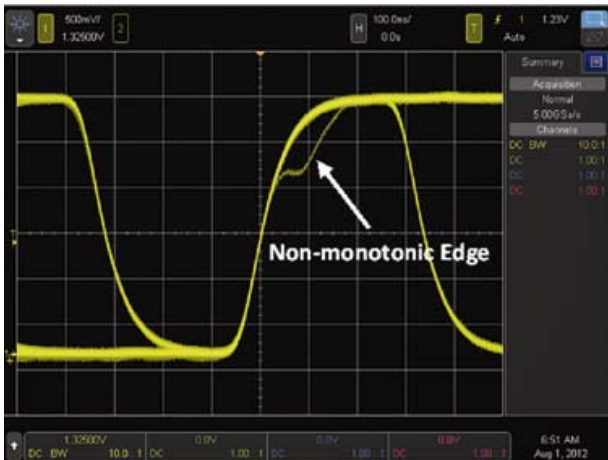 1 500mV/ 2 H 100.0ns/ T 1 1.23V
1.32500V 0.0s Auto
Summary
Acquisition
Normal
5.00GSa/s
Channels
DC BW 10.0:1
DC 1.00:1
DC 1.00:1
DC 1.00:1
Non-monotonic Edge
1.32500V 0.0V 0.0V 0.0V
DC BW 10.0:1 DC 1.00:1 DC 1.00:1 DC 1.00:1
6:51 AM
Aug 1, 2012